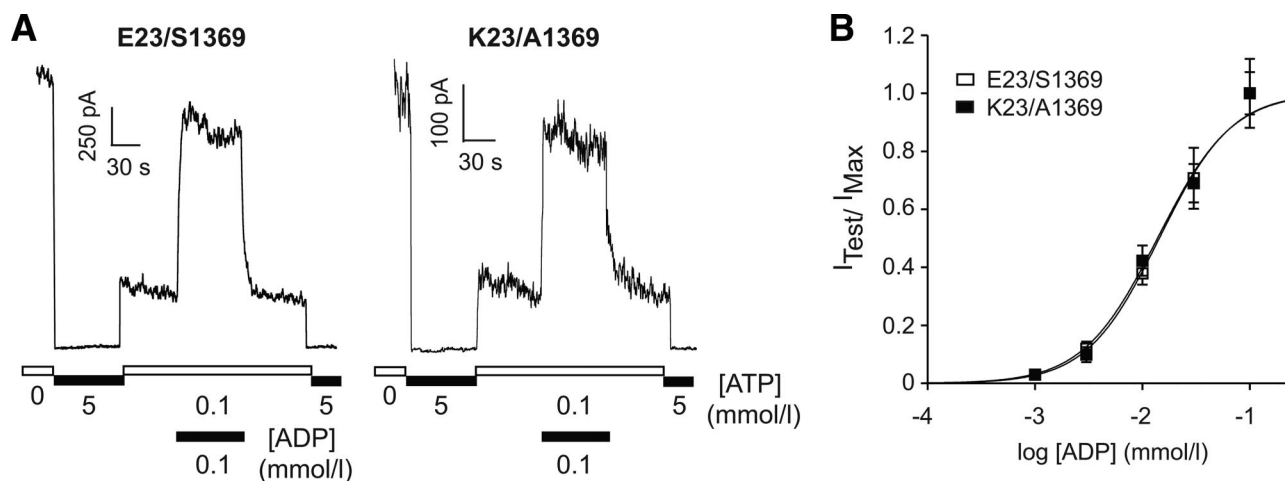 A
E23/S1369
K23/A1369
250 pA
30 s
100 pA
30 s
0
5
0.1
5
0
5
0.1
5
[ATP]
(mmol/l)
[ADP]
(mmol/l)
0.1
0.1
B
1.2
1.0
0.8
0.6
0.4
0.2
0
E23/S1369
K23/A1369
ITest/ IMax
-4
-3
-2
-1
log [ADP] (mmol/l)